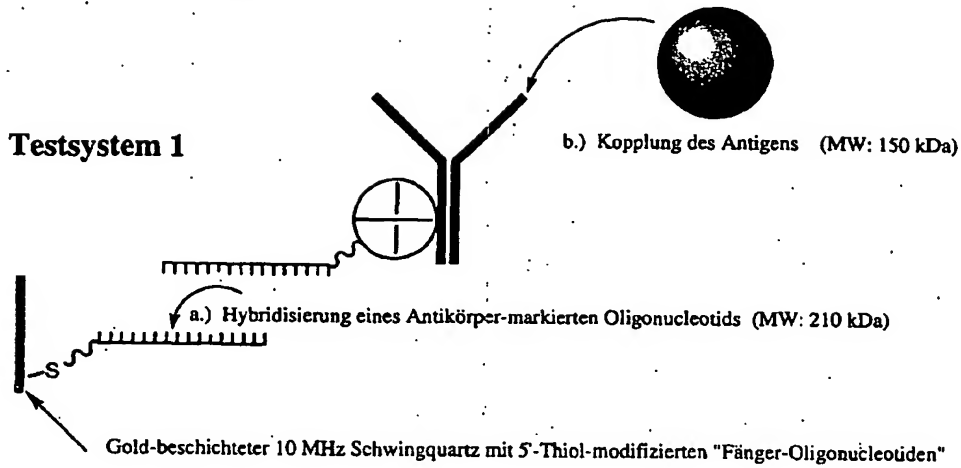 Testsystem 1
b.) Kopplung des Antigens (MW: 150 kDa)
a.) Hybridisierung eines Antikörper-markierten Oligonucleotids (MW: 210 kDa)
S
Gold-beschichteter 10 MHz Schwingquartz mit 5'-Thiol-modifizierten "Fänger-Oligonucleotiden"